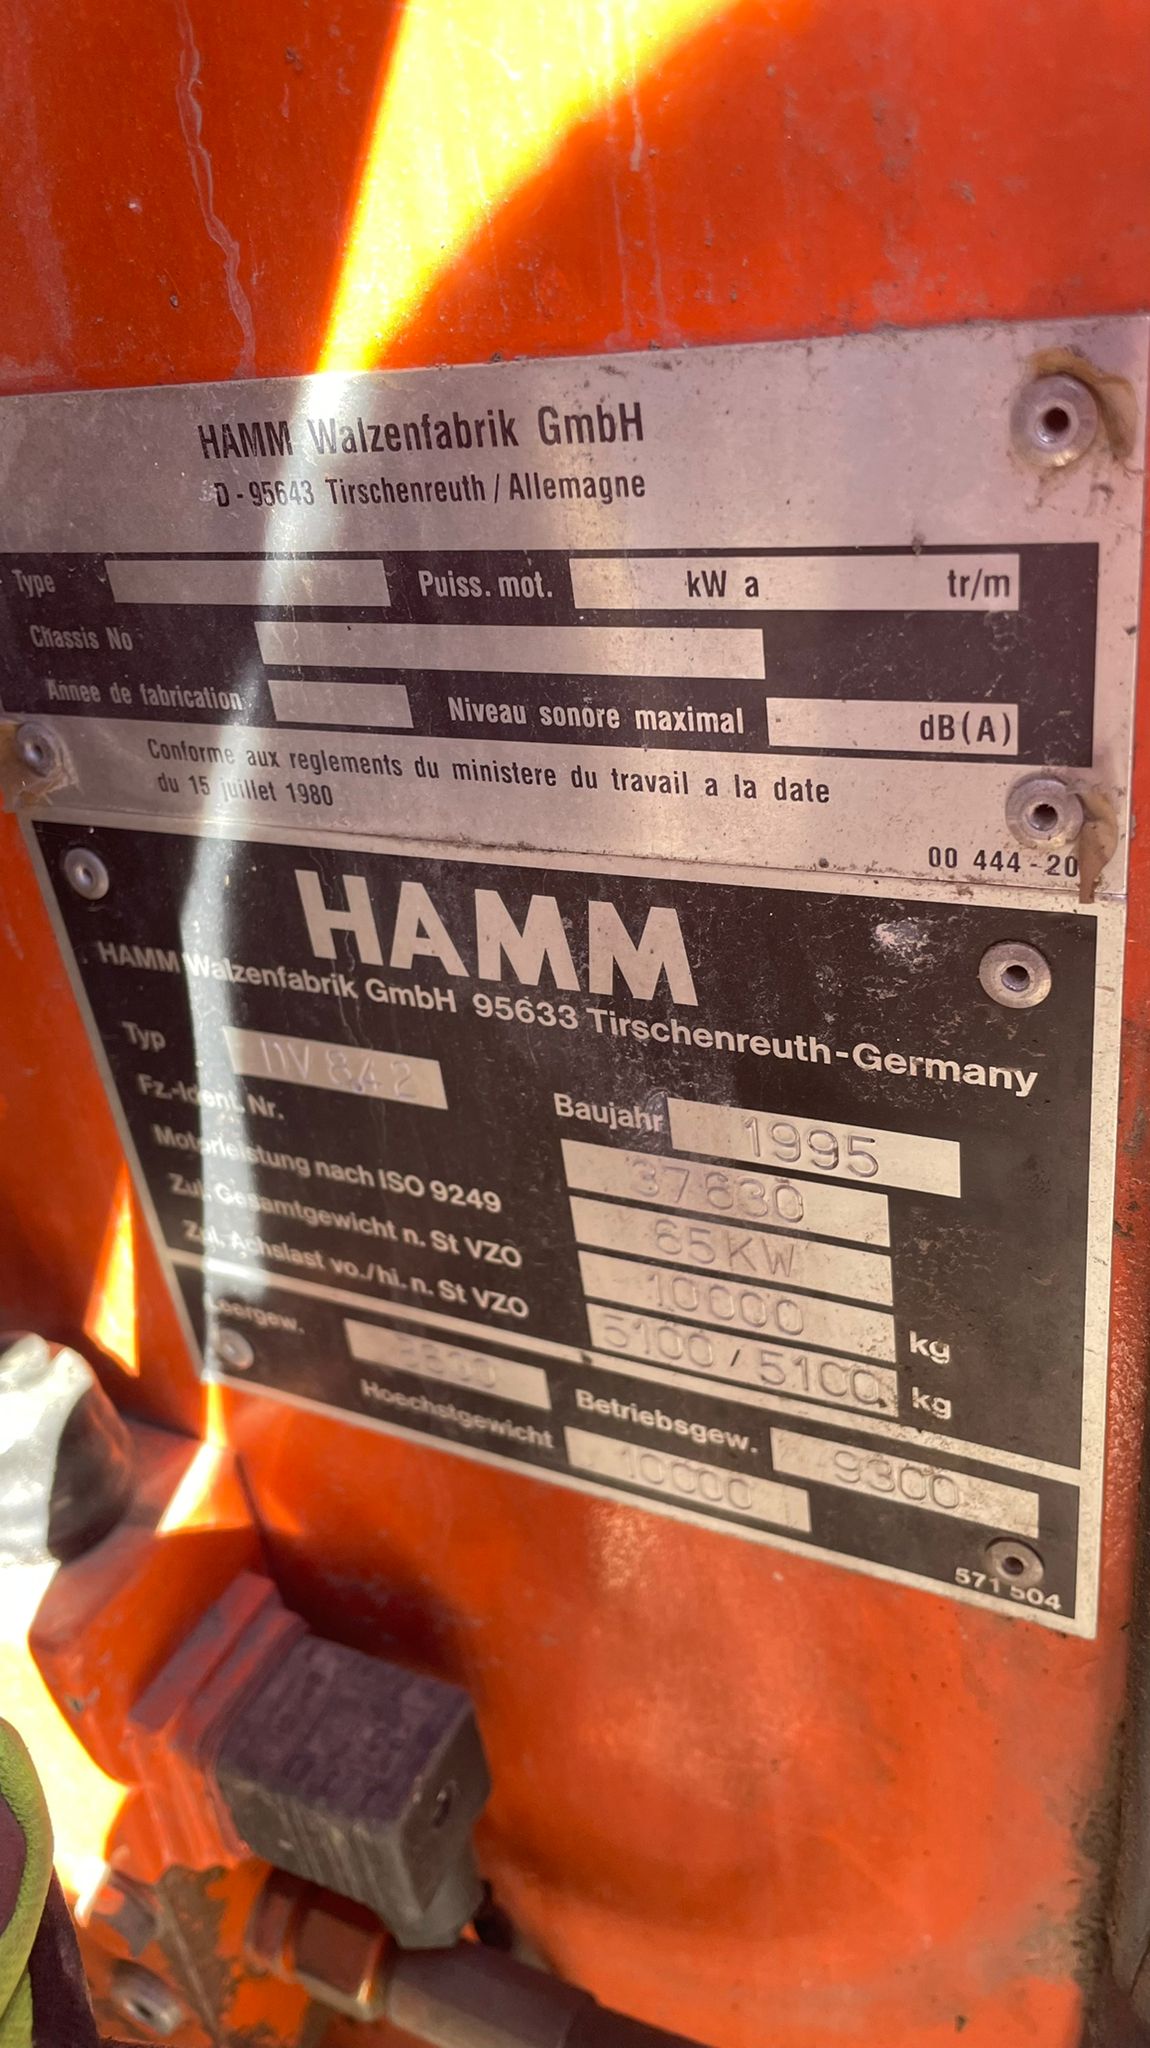 HAMM Walzenfabrik GmbH
D - 95643 Tirschenreuth / Allemagne
Type Puiss. mot. kW a tr/m
Chassis No
Annee de fabrication Niveau sonore maximal dB(A)
Conforme aux reglements du ministere du travail a la date
du 15 juillet 1980
00 444 - 20
HAMM
HAMM Walzenfabrik GmbH 95633 Tirschenreuth-Germany
Typ DV 842 Baujahr 1995
Fz.-Ident. Nr. 37630
Motorleistung nach ISO 9249 65KW
Zul. Gesamtgewicht n. St VZO 10000 kg
Zul. Achslast vo./hi. n. St VZO 5100 / 5100 kg
Leergew. Betriebsgew. 9300
Hoechstgewicht 10000
571 504